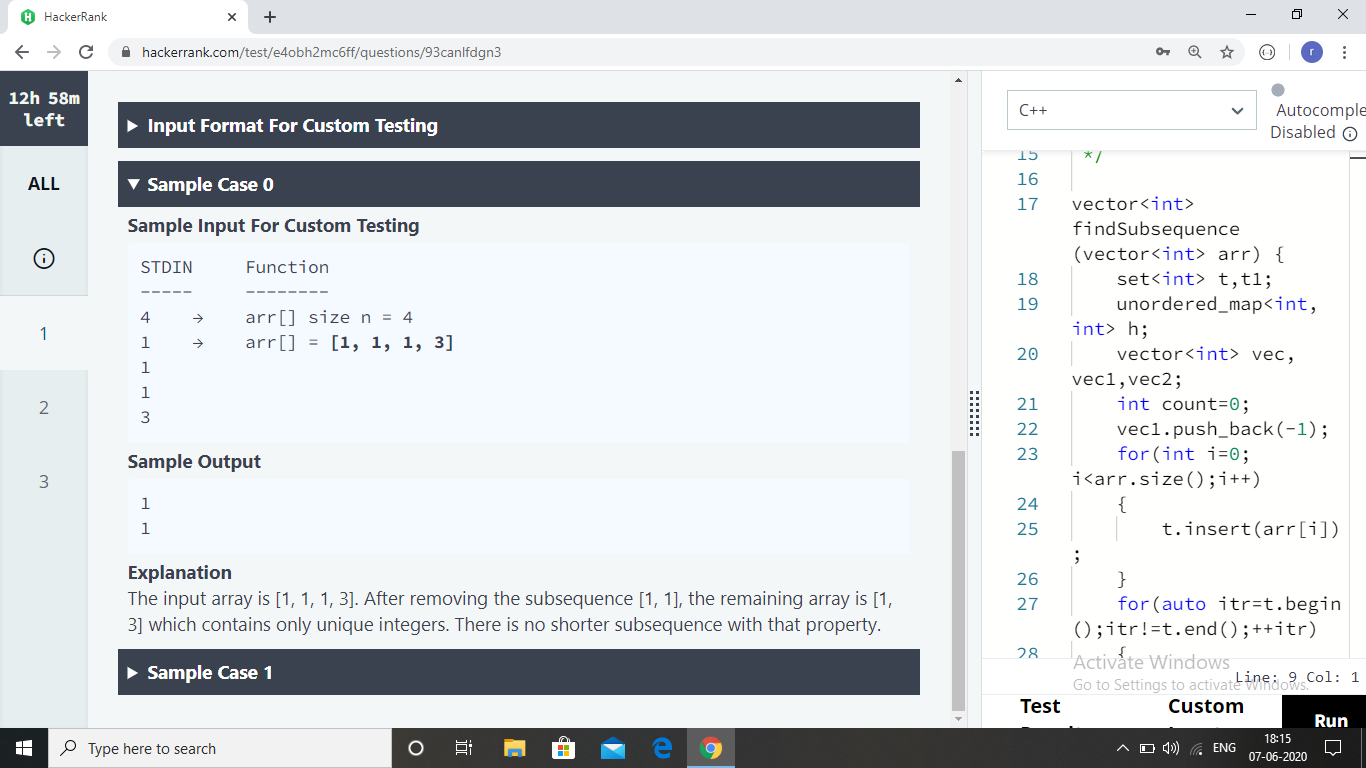 HackerRank
hackerrank.com/test/e4obh2mc6ff/questions/93canlfdgn3
r
12h 58m
left
ALL
1
2
3
Input Format For Custom Testing
Sample Case 0
Sample Input For Custom Testing
STDIN Function
----- --------
4 → arr[] size n = 4
1 → arr[] = [1, 1, 1, 3]
1
1
3
Sample Output
1
1
Explanation
The input array is [1, 1, 1, 3]. After removing the subsequence [1, 1], the remaining array is [1,
3] which contains only unique integers. There is no shorter subsequence with that property.
Sample Case 1
C++
Autocomple
Disabled
15 */
16
17 vector<int>
findSubsequence
(vector<int> arr) {
18 set<int> t,t1;
19 unordered_map<int,
int> h;
20 vector<int> vec,
vec1,vec2;
21 int count=0;
22 vec1.push_back(-1);
23 for(int i=0;
i<arr.size();i++)
24 {
25 t.insert(arr[i])
;
26 }
27 for(auto itr=t.begin
();itr!=t.end();++itr)
28 {
Activate Windows
Go to Settings to activate Windows.
Line: 9 Col: 1
Test
Custom
Run
Type here to search
ENG
18:15
07-06-2020